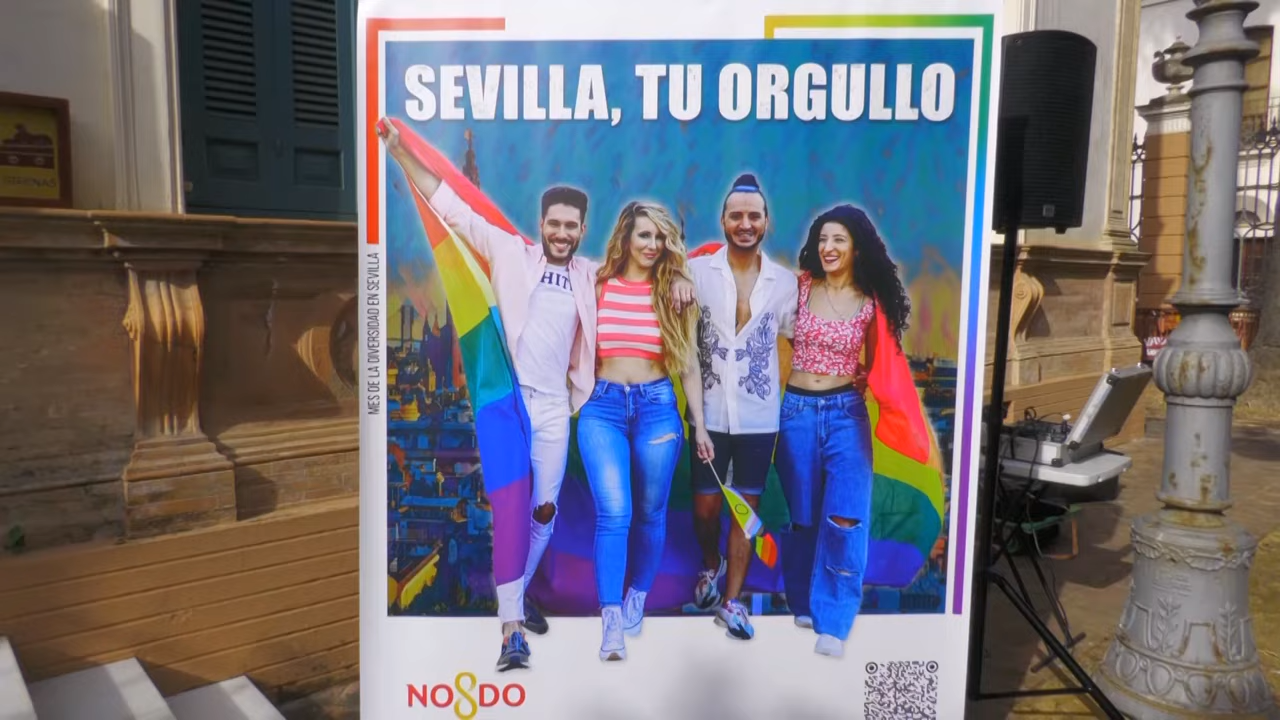 SEVILLA, TU ORGULLO
MES DE LA DIVERSIDAD EN SEVILLA
HIT
NO8DO